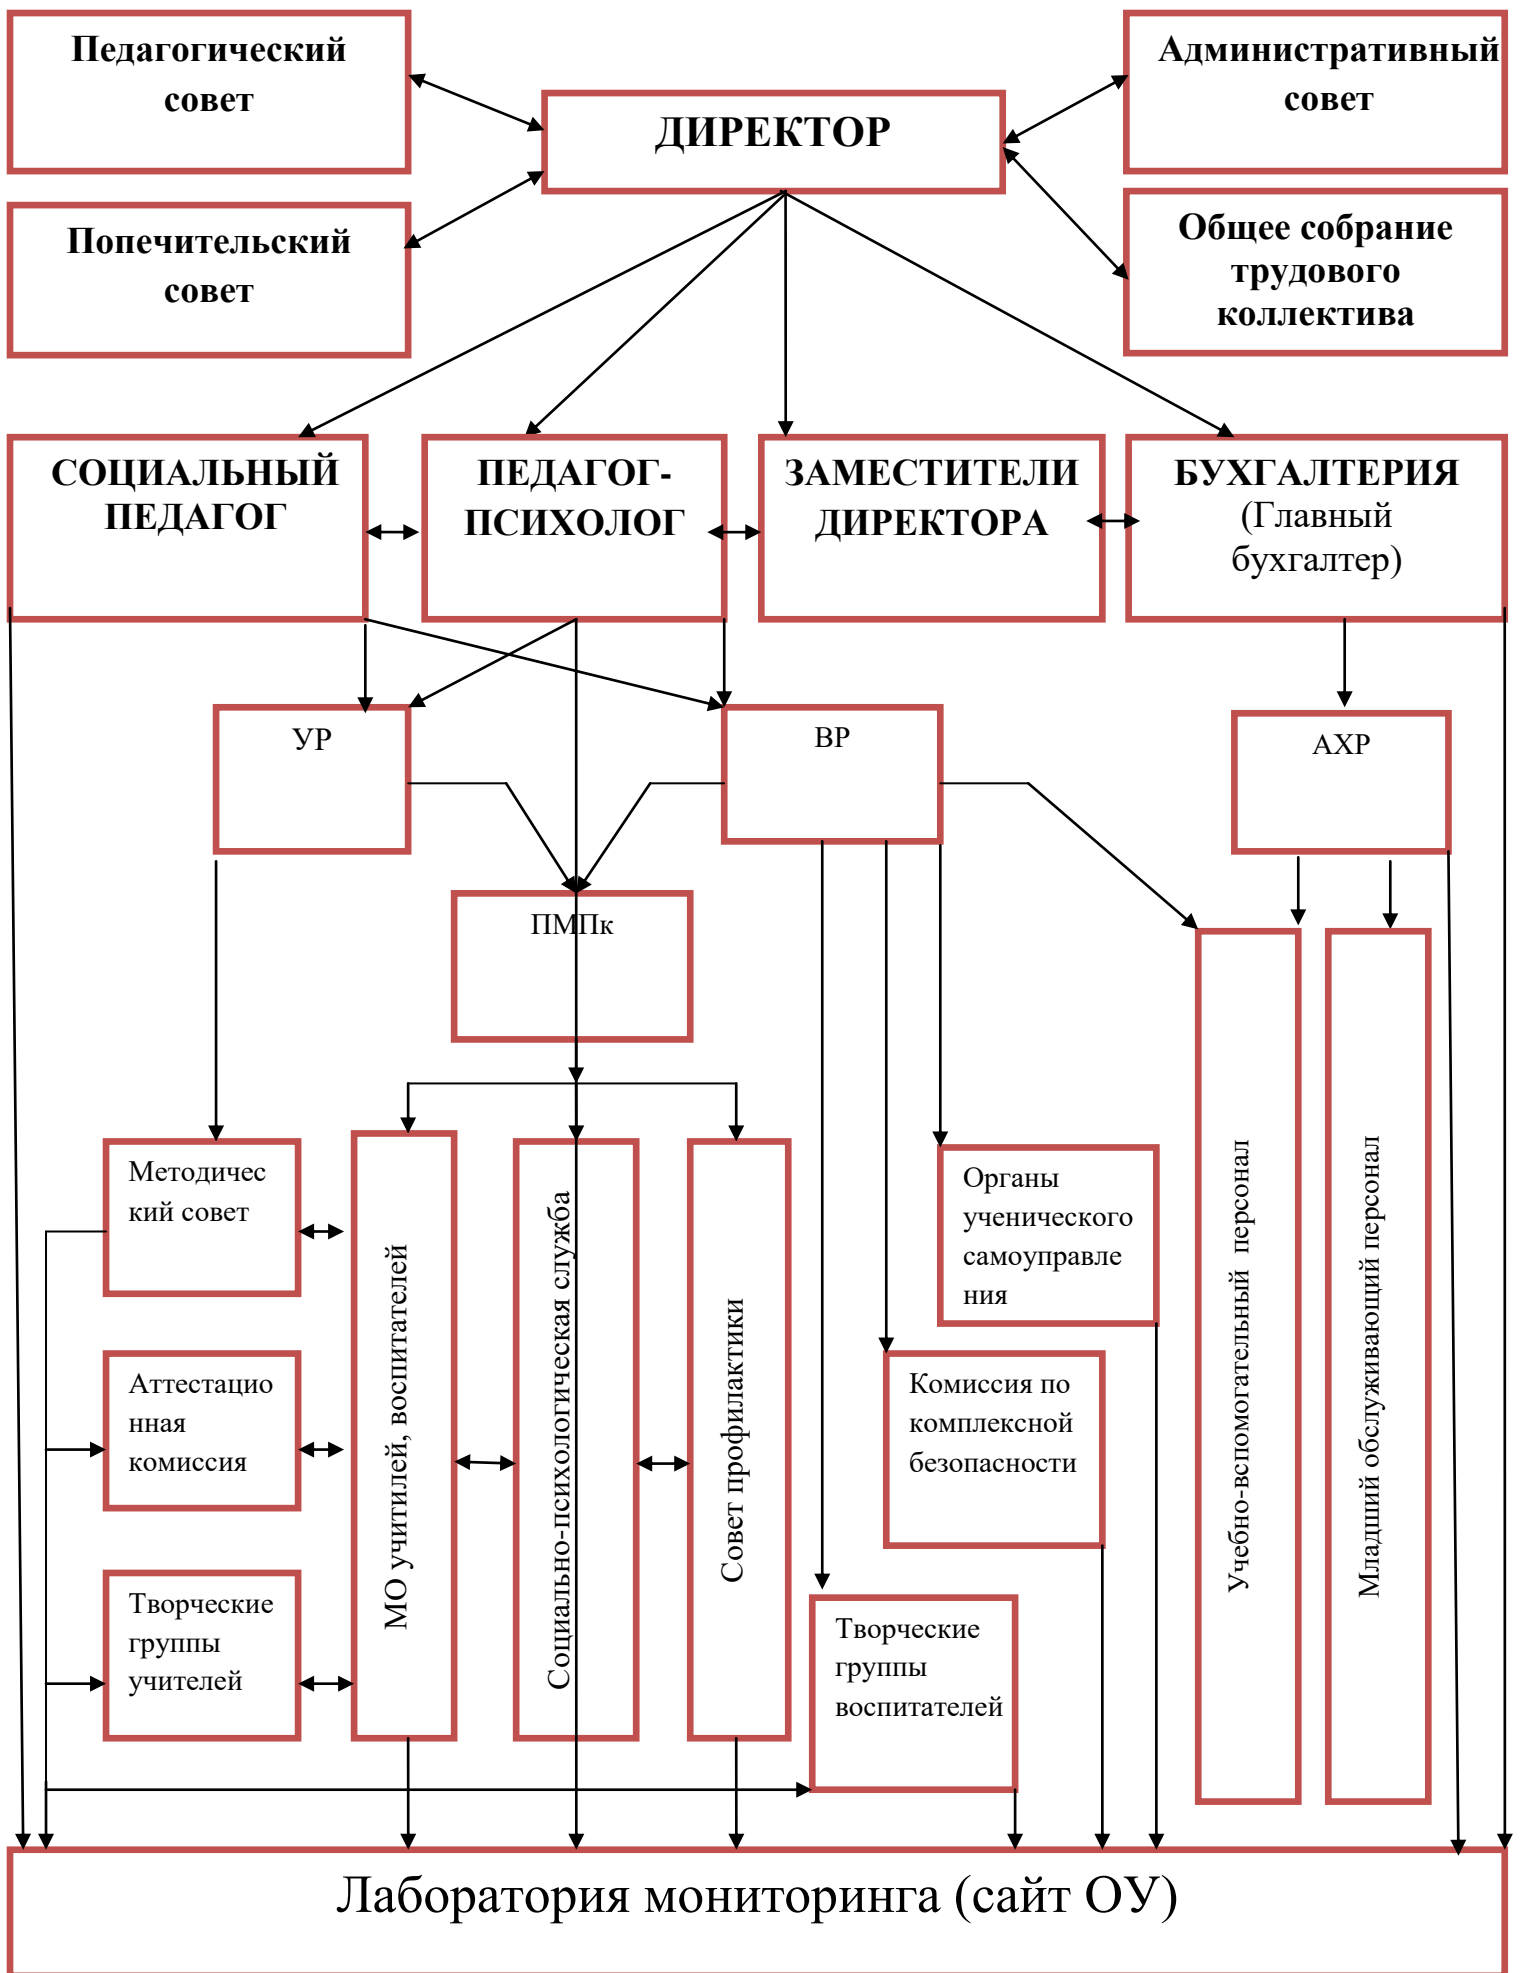 Педагогический
совет
Административный
совет
ДИРЕКТОР
Попечительский
совет
Общее собрание
трудового
коллектива
СОЦИАЛЬНЫЙ
ПЕДАГОГ
ПЕДАГОГ-
ПСИХОЛОГ
ЗАМЕСТИТЕЛИ
ДИРЕКТОРА
БУХГАЛТЕРИЯ
(Главный
бухгалтер)
УР
ВР
АХР
ПМПк
Методичес
кий совет
Аттестацио
нная
комиссия
Творческие
группы
учителей
МО учитилей, воспитателей
Социально-психологическая служба
Совет профилактики
Творческие
группы
воспитателей
Комиссия по
комплексной
безопасности
Органы
ученического
самоуправле
ния
Учебно-вспомогательный персонал
Младший обслуживающий персонал
Лаборатория мониторинга (сайт ОУ)